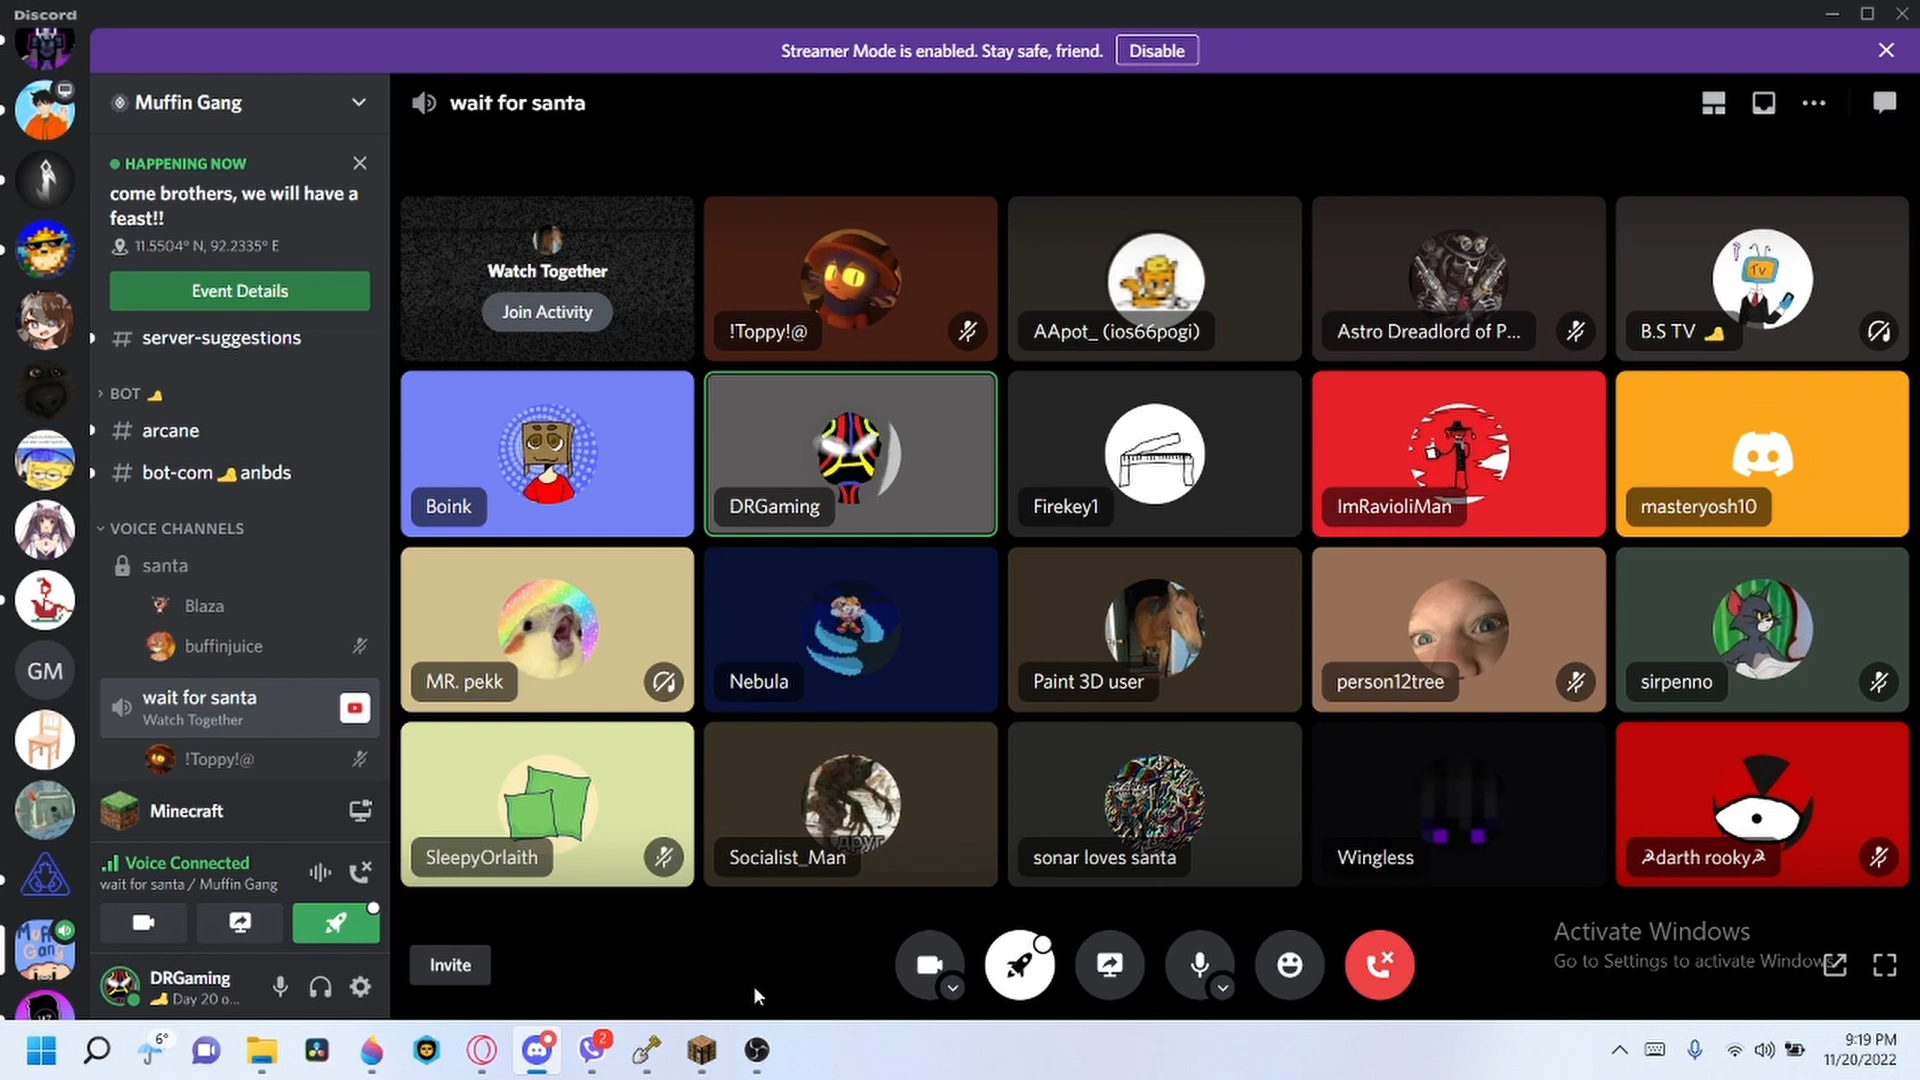 Discord
Streamer Mode is enabled. Stay safe, friend.
Disable
Muffin Gang
wait for santa
HAPPENING NOW
come brothers, we will have a
feast!!
11.5504° N, 92.2335° E
Event Details
server-suggestions
BOT
arcane
bot-com anbds
VOICE CHANNELS
santa
Blaza
buffinjuice
wait for santa
Watch Together
!Toppy!@
Minecraft
Voice Connected
wait for santa / Muffin Gang
DRGaming
Day 20 o...
GM
Watch Together
Join Activity
!Toppy!@
AApot_ (ios66pogi)
Astro Dreadlord of P...
TV
B.S TV
Boink
DRGaming
Firekey1
ImRavioliMan
masteryosh10
MR. pekk
Nebula
Paint 3D user
person12tree
sirpenno
SleepyOrlaith
ДРУГ
Socialist_Man
sonar loves santa
Wingless
☭darth rooky☭
Invite
Activate Windows
Go to Settings to activate Windows
6°
2
9:19 PM
11/20/2022